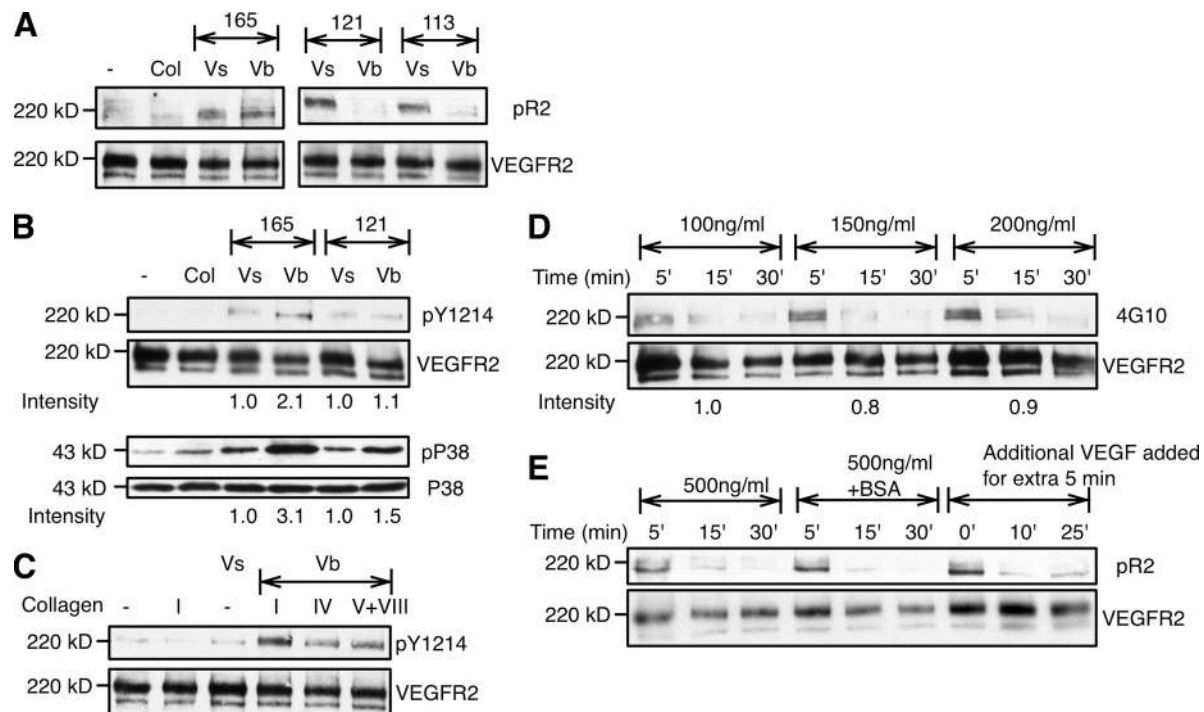 A
165 121 113
- Col Vs Vb Vs Vb Vs Vb
220 kD pR2
220 kD VEGFR2
B
165 121
- Col Vs Vb Vs Vb
220 kD pY1214
220 kD VEGFR2
Intensity 1.0 2.1 1.0 1.1
43 kD pP38
43 kD P38
Intensity 1.0 3.1 1.0 1.5
C
Vs Vb
Collagen - I - I IV V+VIII
220 kD pY1214
220 kD VEGFR2
D
100ng/ml 150ng/ml 200ng/ml
Time (min) 5' 15' 30' 5' 15' 30' 5' 15' 30'
220 kD 4G10
220 kD VEGFR2
Intensity 1.0 0.8 0.9
E
500ng/ml
500ng/ml
+BSA
Additional VEGF added
for extra 5 min
Time (min) 5' 15' 30' 5' 15' 30' 0' 10' 25'
220 kD pR2
220 kD VEGFR2